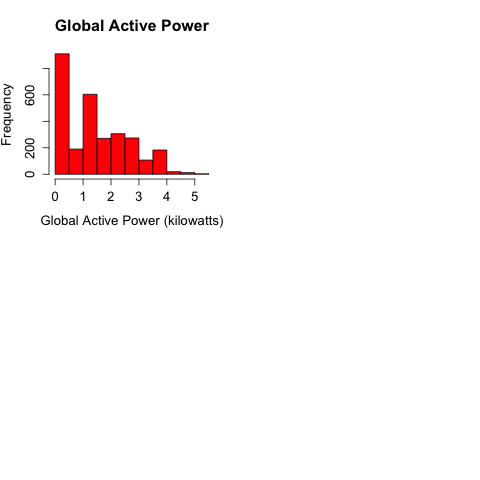 Global Active Power
Frequency
600
200
0
0 1 2 3 4 5
Global Active Power (kilowatts)